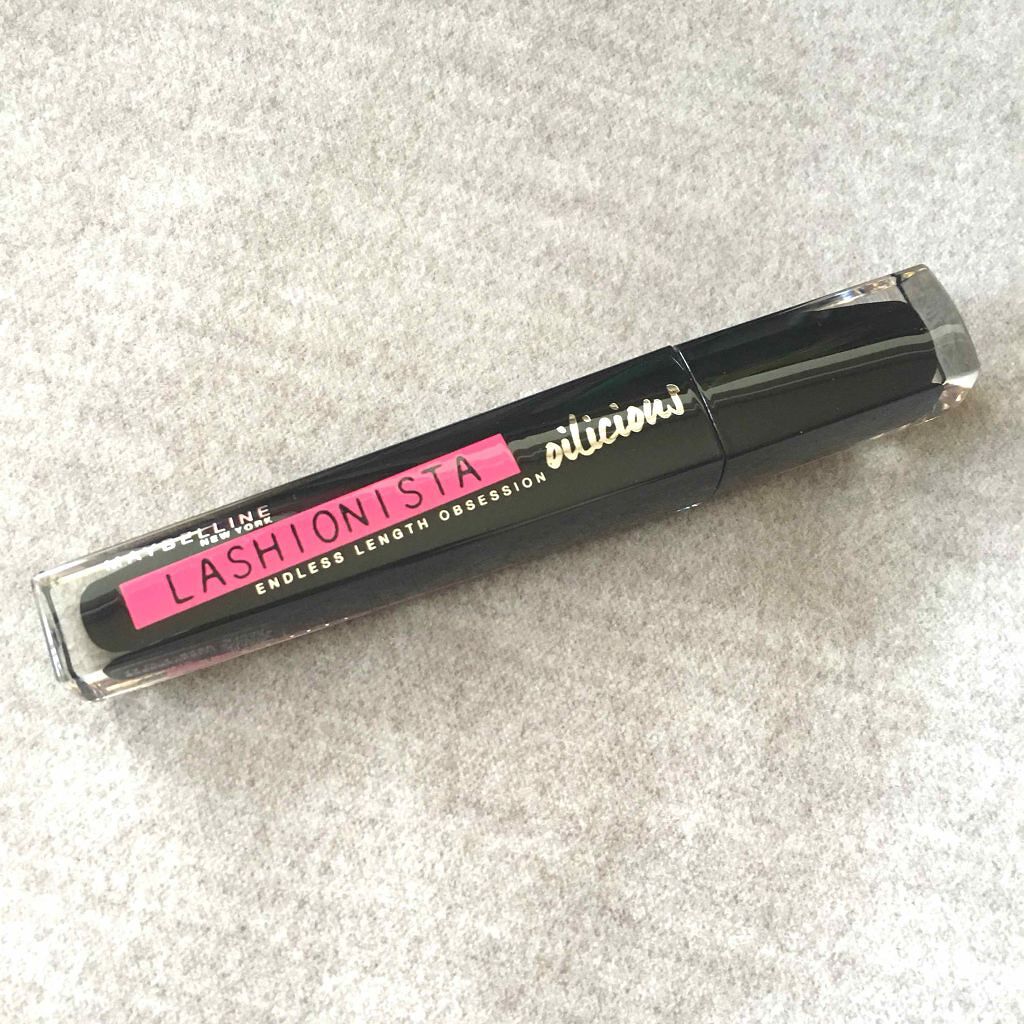 MAYBELLINE
NEW YORK
LASHIONISTA
ENDLESS LENGTH OBSESSION
oilicious